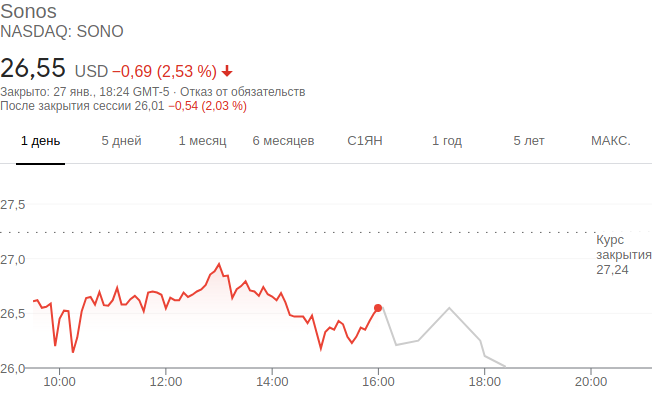 Sonos
NASDAQ: SONO
26,55 USD −0,69 (2,53 %)
Закрыто: 27 янв., 18:24 GMT-5 · Отказ от обязательств
После закрытия сессии 26,01 −0,54 (2,03 %)
1 день 5 дней 1 месяц 6 месяцев С1ЯН 1 год 5 лет МАКС.
27,5
Курс
закрытия
27,24
27,0
26,5
26,0
10:00 12:00 14:00 16:00 18:00 20:00